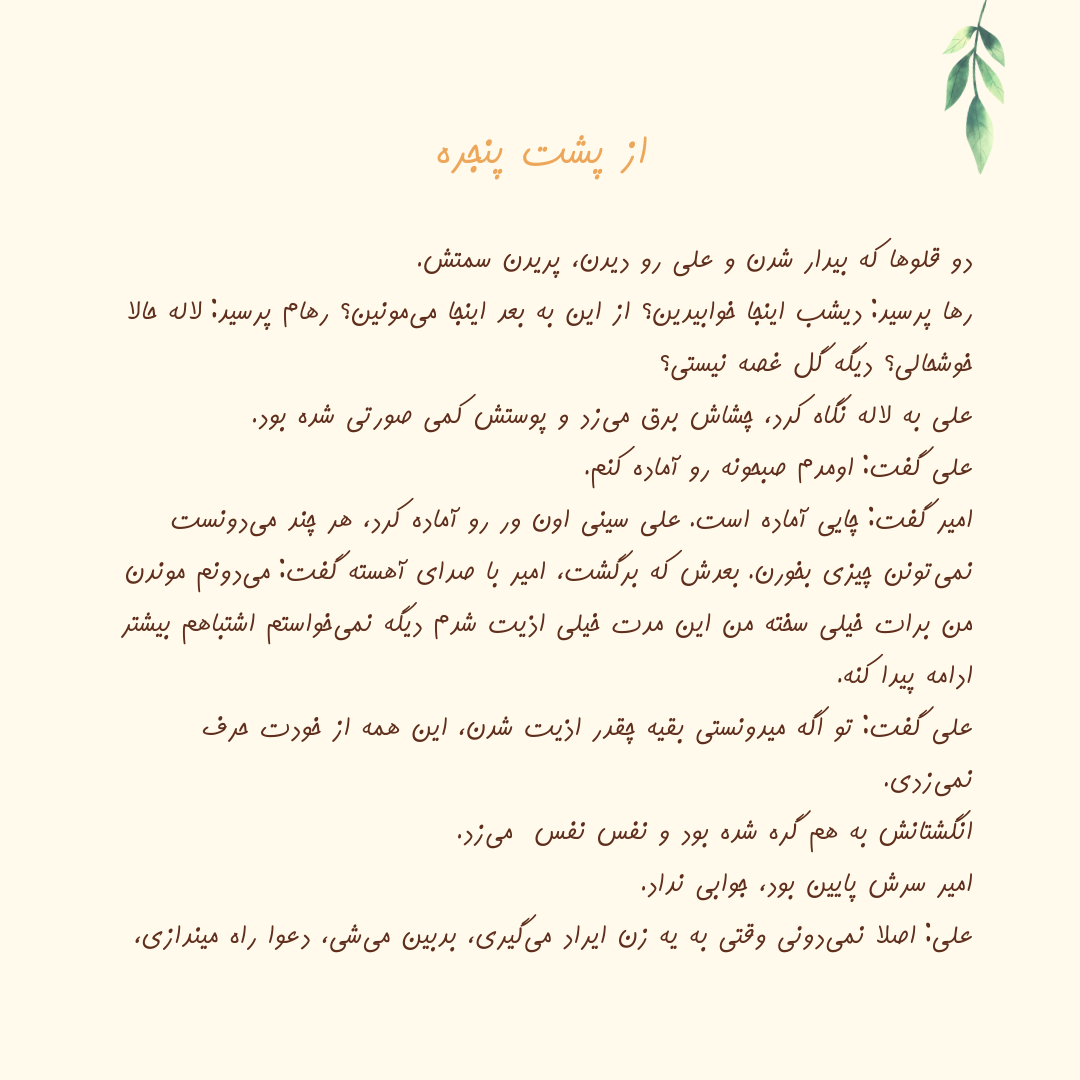 از پشت پنجره
دو قلوها که بیدار شدن و علی رو دیدن، پریدن سمتش.
رها پرسید: دیشب اینجا خوابیدین؟ از این به بعد اینجا می‌مونین؟ رهام پرسید: لاله حالا
خوشحالی؟ دیگه گل غصه نیستی؟
علی به لاله نگاه کرد، چشاش برق می‌زد و پوستش کمی صورتی شده بود.
علی گفت: اومدم صبحونه رو آماده کنم.
امیر گفت: چایی آماده است. علی سینی اون ور رو آماده کرد، هر چند می‌دونست
نمی‌تونن چیزی بخورن. بعدش که برگشت، امیر با صدای آهسته گفت: می‌دونم موندن
من برات خیلی سخته من این مدت خیلی اذیت شدم دیگه نمی‌خواستم اشتباهم بیشتر
ادامه پیدا کنه.
علی گفت: تو اگه میدونستی بقیه چقدر اذیت شدن، این همه از خودت حرف
نمی‌زدی.
انگشتانش به هم گره شده بود و نفس نفس می‌زد.
امیر سرش پایین بود، جوابی نداد.
علی: اصلا نمی‌دونی وقتی به یه زن ایراد می‌گیری، بدبین می‌شی، دعوا راه میندازی،